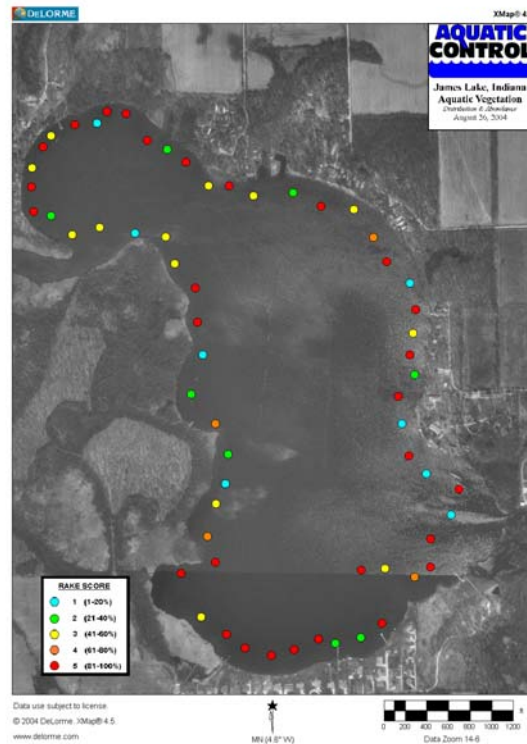 DELORME
XMap® 4.5
AQUATIC
CONTROL
James Lake, Indiana
Aquatic Vegetation
Distribution & Abundance
August 26, 2004
RAKE SCORE
1 (1-20%)
2 (21-40%)
3 (41-60%)
4 (61-80%)
5 (81-100%)
Data use subject to license.
© 2004 DeLorme. XMap® 4.5.
www.delorme.com
MN (4.6° W)
ft
0 200 400 600 800 1000 1200
Data Zoom 14-6